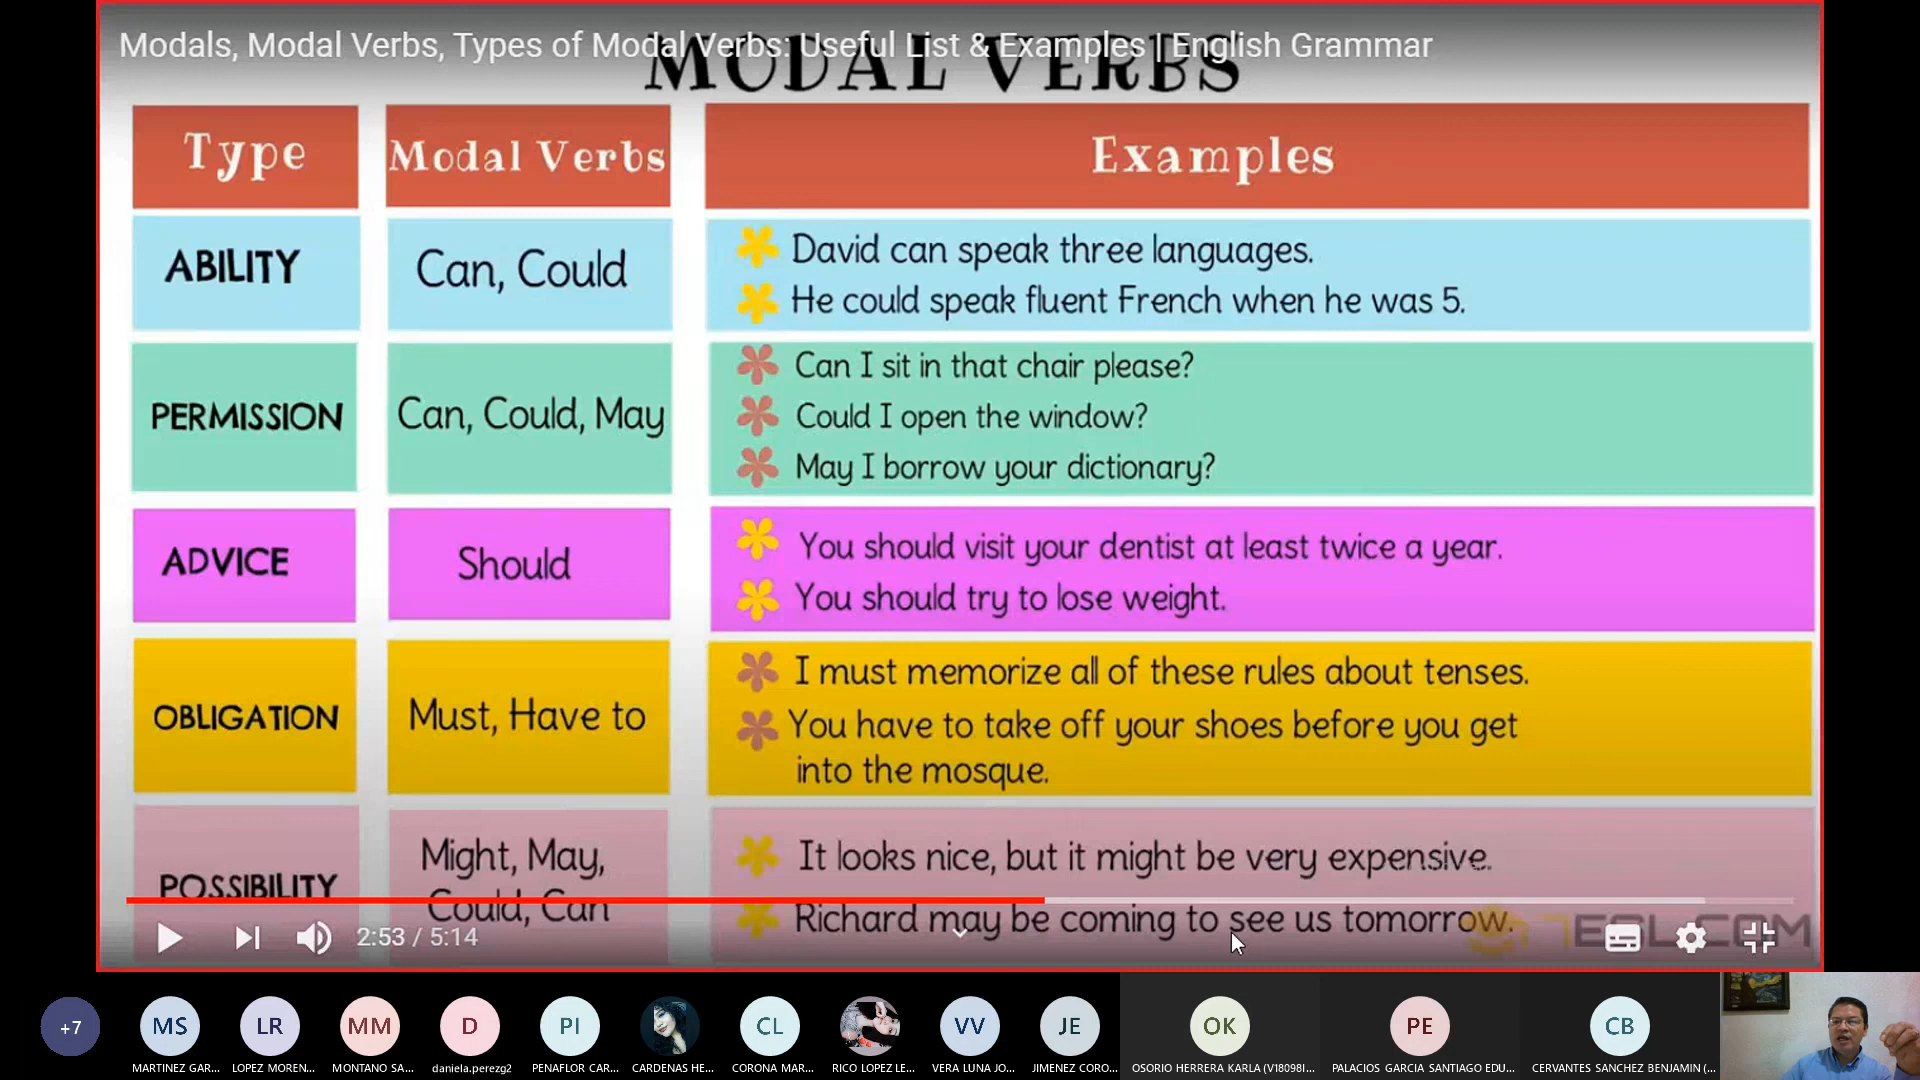 Modals, Modal Verbs, Types of Modal Verbs: Useful List & Examples | English Grammar
MODAL VERBS
Type
Modal Verbs
Examples
ABILITY
Can, Could
David can speak three languages.
He could speak fluent French when he was 5.
PERMISSION
Can, Could, May
Can I sit in that chair please?
Could I open the window?
May I borrow your dictionary?
ADVICE
Should
You should visit your dentist at least twice a year.
You should try to lose weight.
OBLIGATION
Must, Have to
I must memorize all of these rules about tenses.
You have to take off your shoes before you get
into the mosque.
POSSIBILITY
Might, May,
Could, Can
It looks nice, but it might be very expensive.
Richard may be coming to see us tomorrow.
7ESL.COM
2:53 / 5:14
+7
MS
LR
MM
D
PI
CL
VV
JE
OK
PE
CB
MARTINEZ GAR...
LOPEZ MOREN...
MONTANO SA...
daniela.perezg2
PENAFLOR CAR...
CARDENAS HE...
CORONA MAR...
RICO LOPEZ LE...
VERA LUNA JO...
JIMENEZ CORO...
OSORIO HERRERA KARLA (V18098I...
PALACIOS GARCIA SANTIAGO EDU...
CERVANTES SANCHEZ BENJAMIN (...